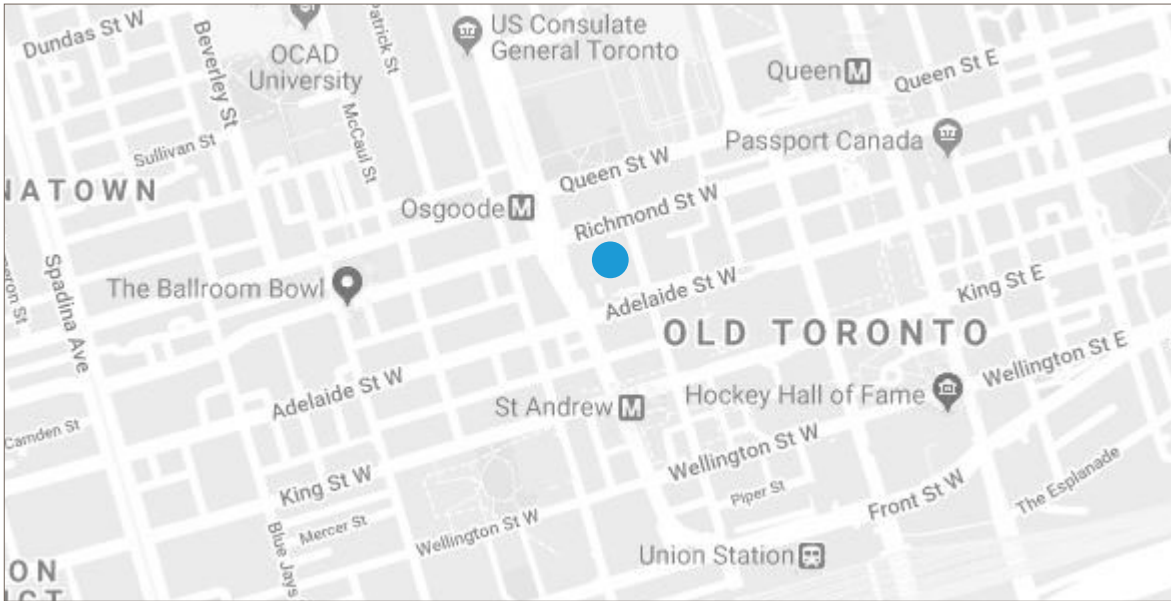 Dundas St W
Beverley St
OCAD
University
Patrick St
US Consulate
General Toronto
Queen
Queen St E
Sullivan St
McCaul St
Passport Canada
NATOWN
Osgoode
Queen St W
Richmond St W
Spadina Ave
eron St
The Ballroom Bowl
Adelaide St W
King St E
OLD TORONTO
Adelaide St W
St Andrew
Hockey Hall of Fame
Wellington St E
Camden St
King St W
Wellington St W
Piper St
Front St W
The Esplanade
Mercer St
Blue Jays
Wellington St W
Union Station
ON
ICT